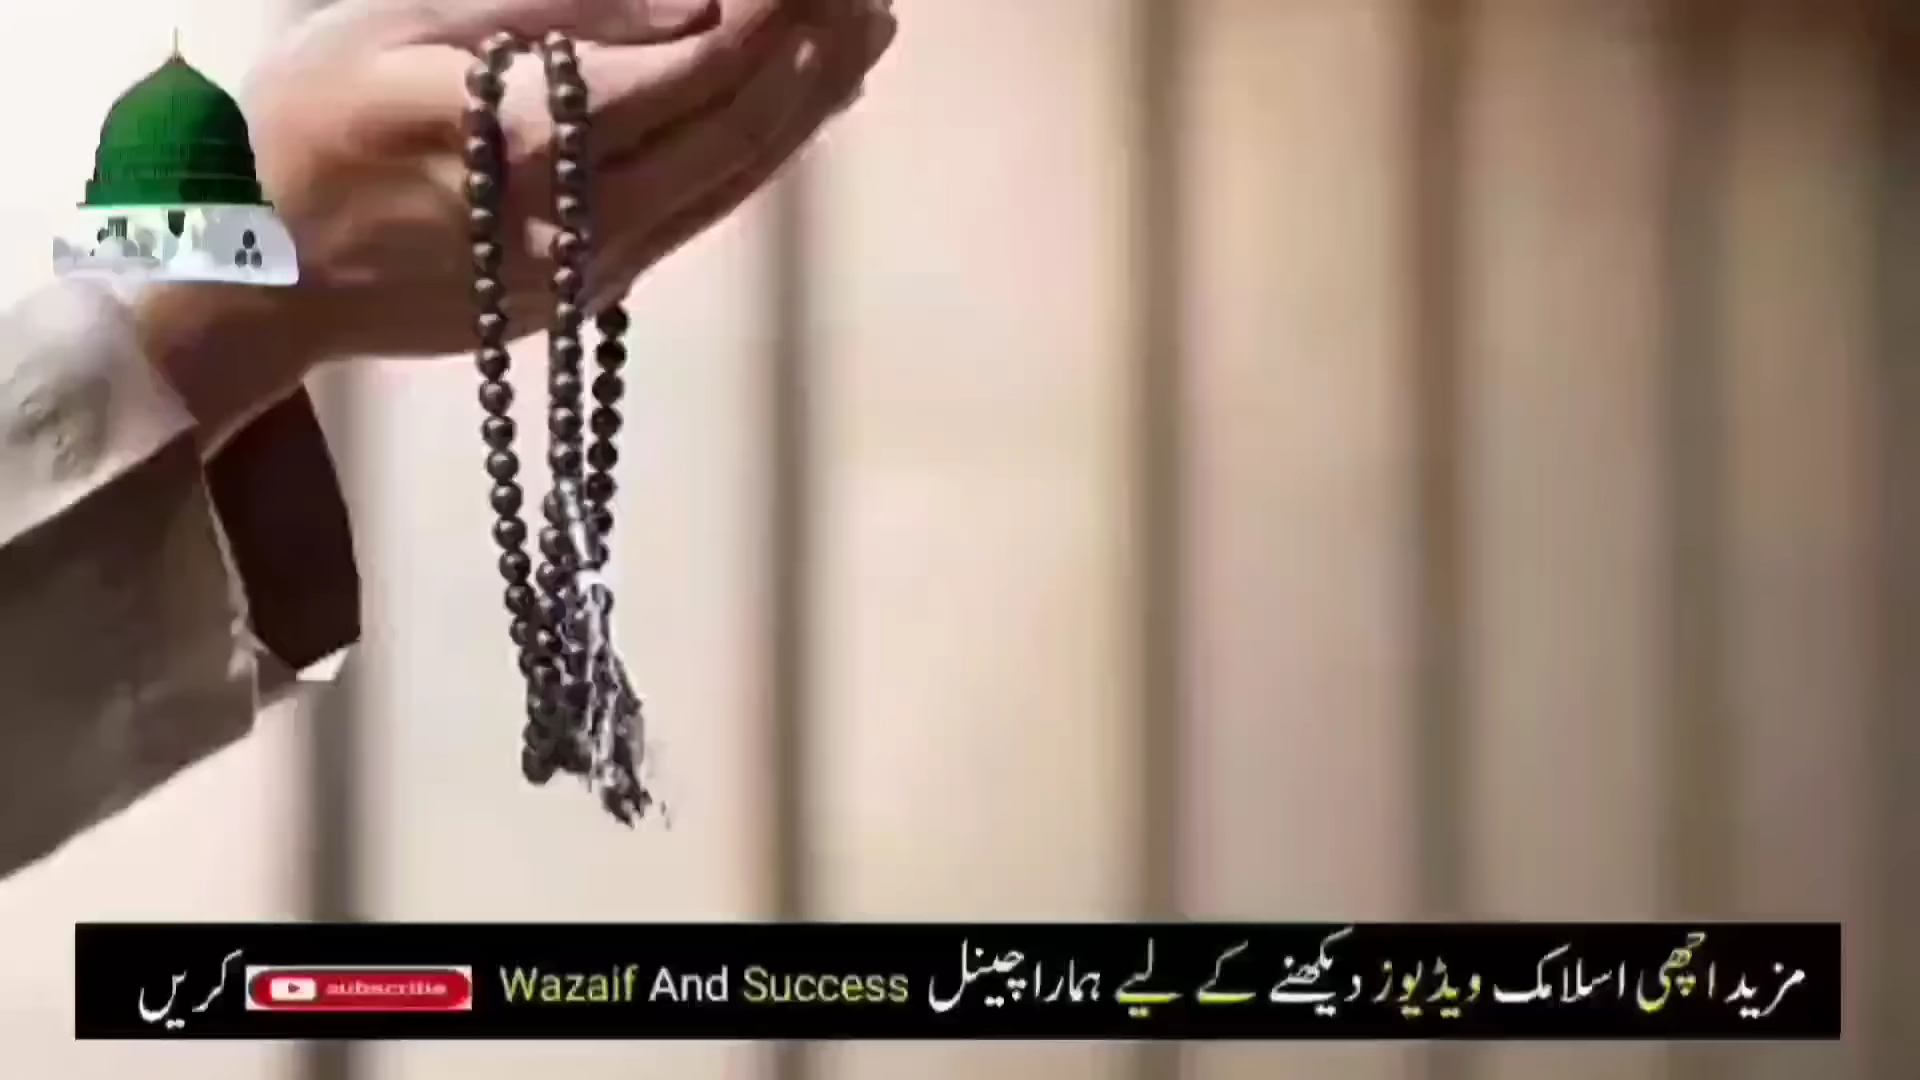 مزید اچھی اسلامک ویڈیوز دیکھنے کے لیے ہمارا چینل Wazaif And Success subscribe کریں